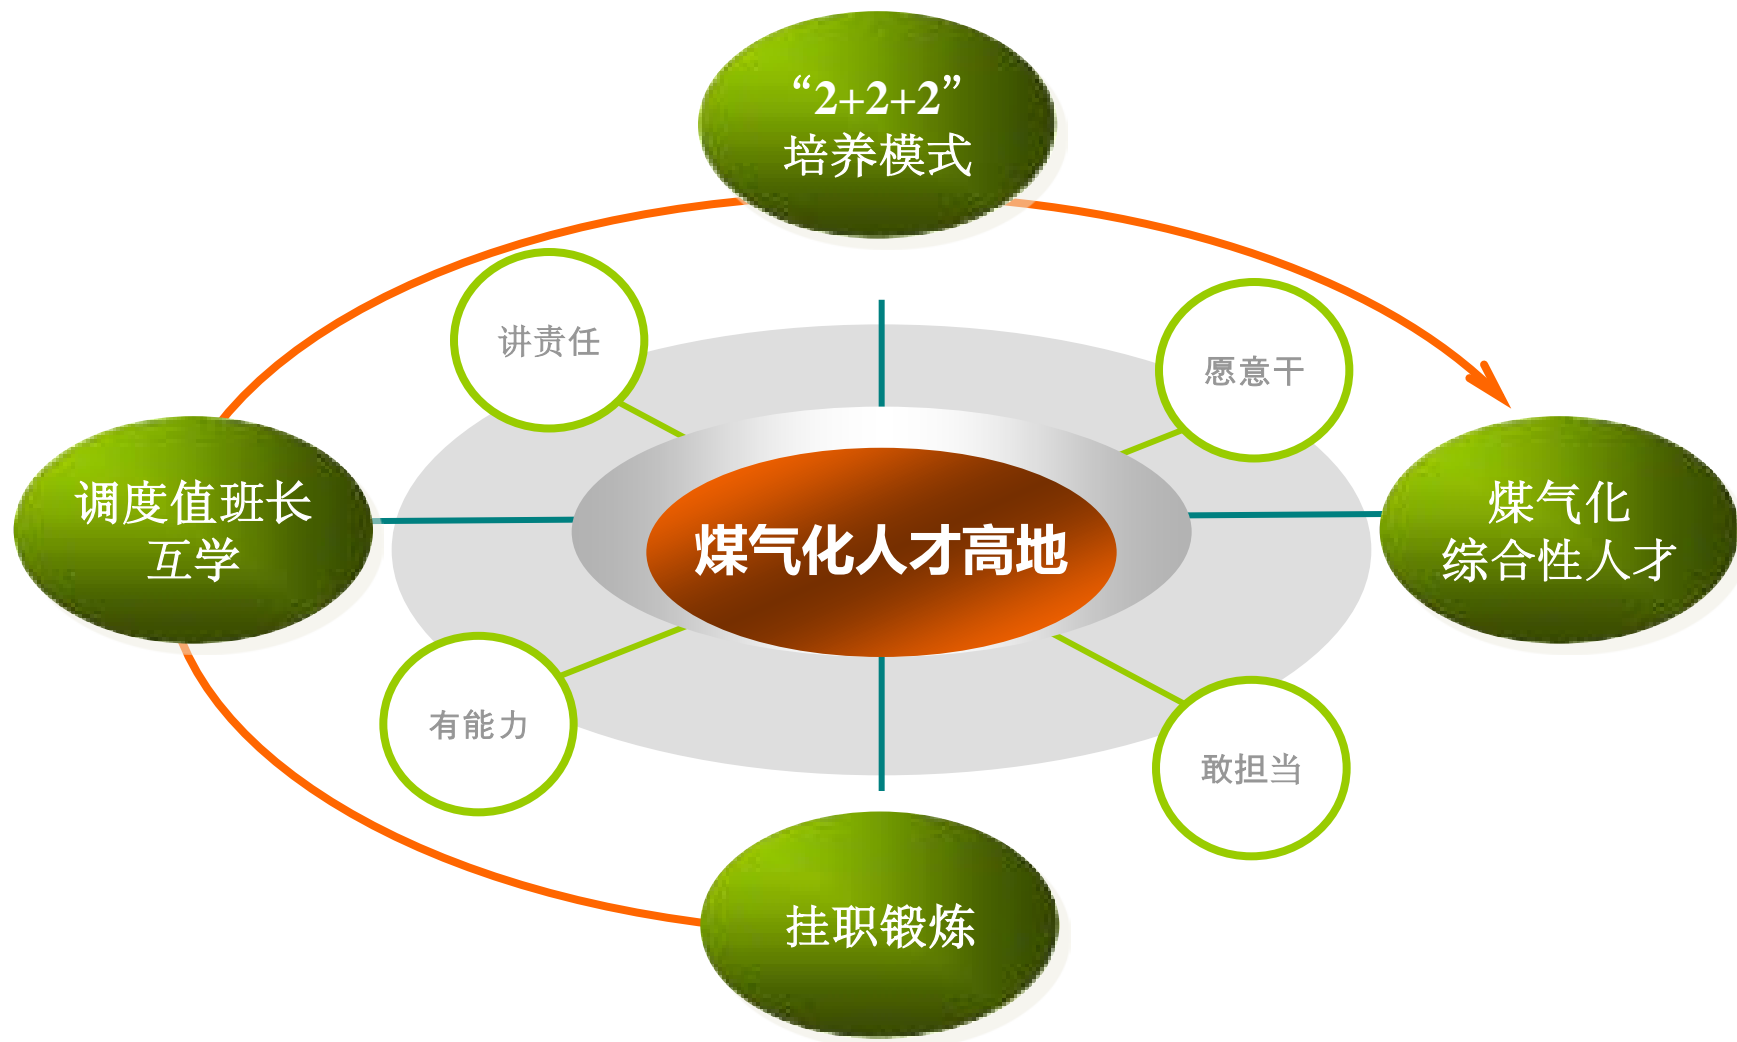 “2+2+2”
培养模式
讲责任
愿意干
调度值班长
互学
煤气化人才高地
煤气化
综合性人才
有能力
敢担当
挂职锻炼